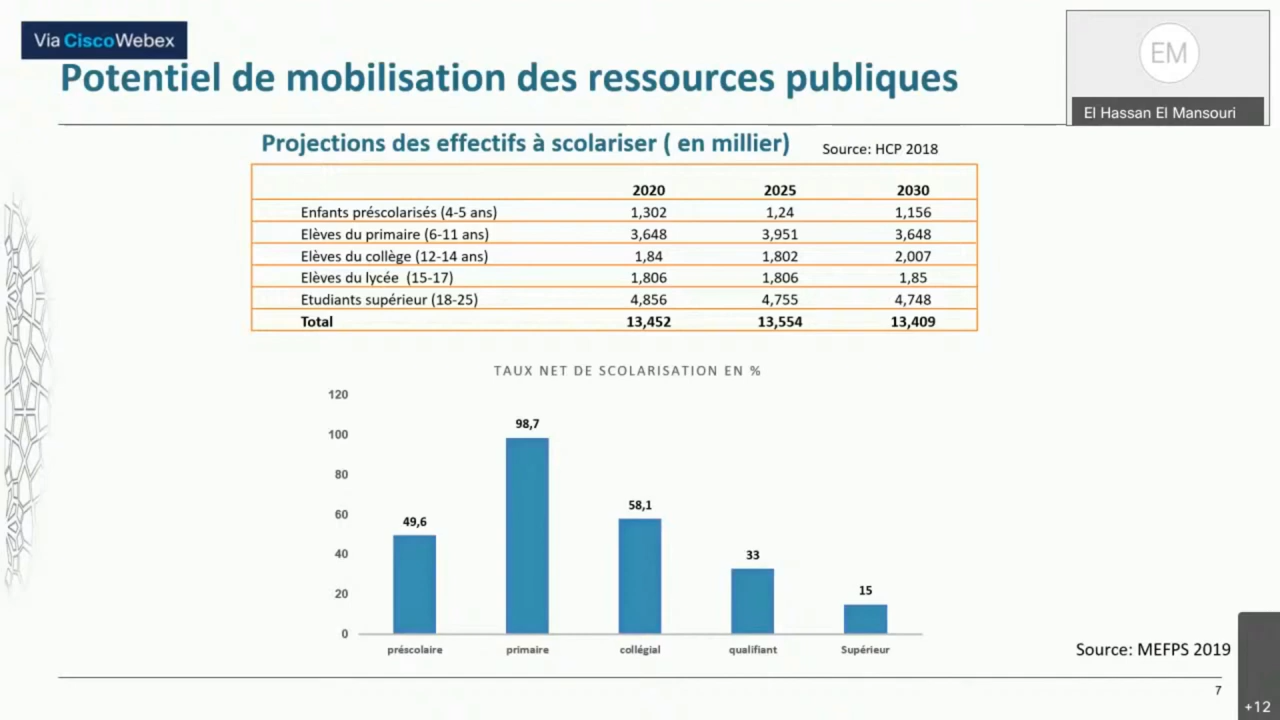 Via CiscoWebex
EM
El Hassan El Mansouri
Potentiel de mobilisation des ressources publiques
Projections des effectifs à scolariser ( en millier) Source: HCP 2018
2020 2025 2030
Enfants préscolarisés (4-5 ans) 1,302 1,24 1,156
Elèves du primaire (6-11 ans) 3,648 3,951 3,648
Elèves du collège (12-14 ans) 1,84 1,802 2,007
Elèves du lycée (15-17) 1,806 1,806 1,85
Etudiants supérieur (18-25) 4,856 4,755 4,748
Total 13,452 13,554 13,409
TAUX NET DE SCOLARISATION EN %
120
100
80
60
40
20
0
49,6
98,7
58,1
33
15
préscolaire primaire collégial qualifiant Supérieur
Source: MEFPS 2019
7
+12